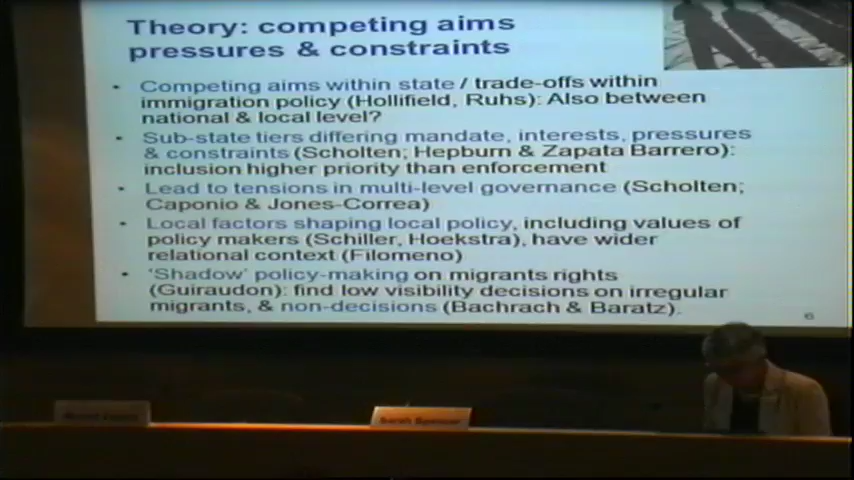 Theory: competing aims
pressures & constraints
• Competing aims within state / trade-offs within
immigration policy (Hollifield, Ruhs): Also between
national & local level?
• Sub-state tiers differing mandate, interests, pressures
& constraints (Scholten; Hepburn & Zapata Barrero):
inclusion higher priority than enforcement
• Lead to tensions in multi-level governance (Scholten;
Caponio & Jones-Correa)
• Local factors shaping local policy, including values of
policy makers (Schiller, Hoekstra), have wider
relational context (Filomeno)
• 'Shadow' policy-making on migrants rights
(Guiraudon): find low visibility decisions on irregular
migrants, & non-decisions (Bachrach & Baratz).
6
Sarah Spencer